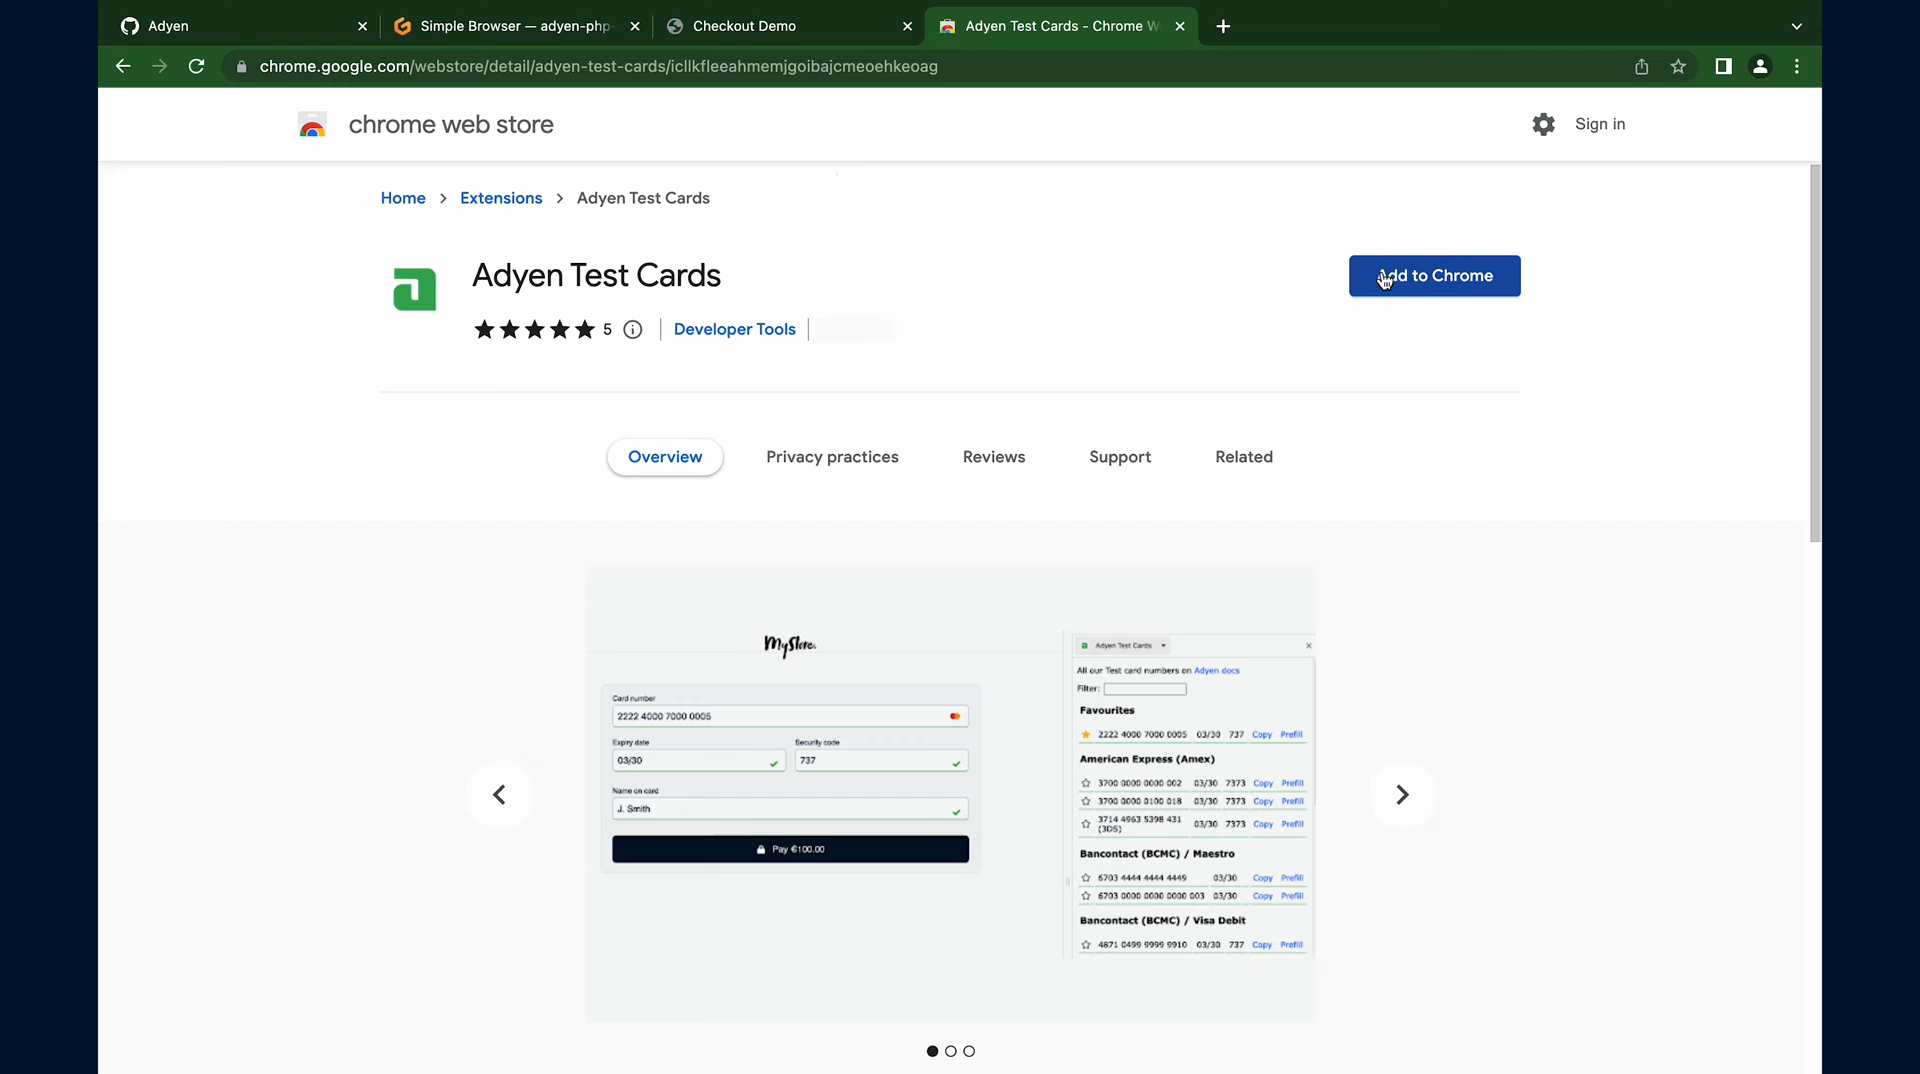 Adyen
Simple Browser — adyen-php-
Checkout Demo
Adyen Test Cards - Chrome W
chrome.google.com/webstore/detail/adyen-test-cards/icllkfleeahmemjgoibajcmeoehkeoag
chrome web store
Sign in
Home > Extensions > Adyen Test Cards
Adyen Test Cards
Add to Chrome
5
Developer Tools
Overview
Privacy practices
Reviews
Support
Related
MyStore.
Card number
2222 4000 7000 0005
Expiry date
Security code
03/30
737
Name on card
J. Smith
Pay €100.00
Adyen Test Cards
All our Test card numbers on Adyen docs
Filter:
Favourites
2222 4000 7000 0005 03/30 737 Copy Prefill
American Express (Amex)
3700 0000 0000 002 03/30 7373 Copy Prefill
3700 0000 0100 018 03/30 7373 Copy Prefill
3714 4963 5398 431 03/30 7373 Copy Prefill
(3DS)
Bancontact (BCMC) / Maestro
6703 4444 4444 4449 03/30 Copy Prefill
6703 0000 0000 0000 003 03/30 Copy Prefill
Bancontact (BCMC) / Visa Debit
4871 0499 9999 9910 03/30 737 Copy Prefill